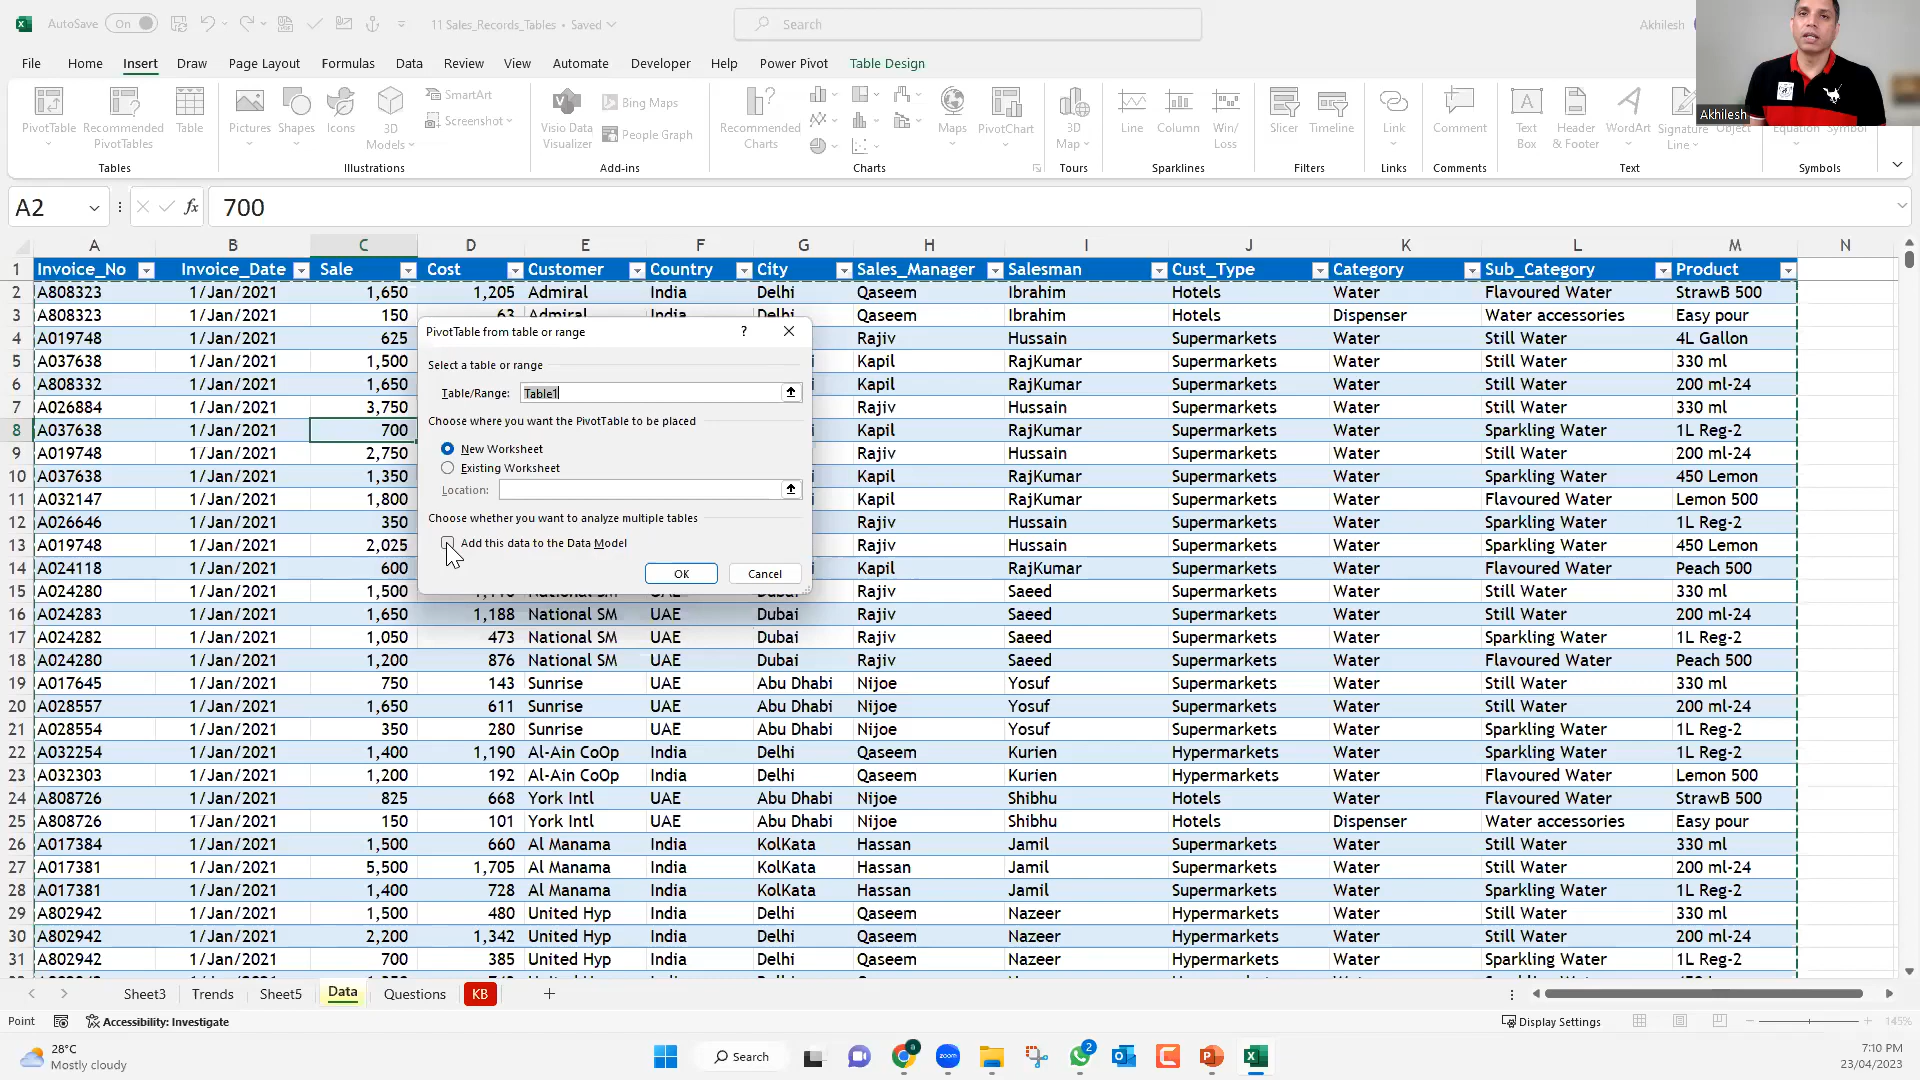 AutoSave On 11 Sales_Records_Tables • Saved Search Akhilesh
File Home Insert Draw Page Layout Formulas Data Review View Automate Developer Help Power Pivot Table Design
PivotTable Recommended PivotTables Table Pictures Shapes Icons 3D Models SmartArt Screenshot Visio Data Visualizer Bing Maps People Graph Recommended Charts Maps PivotChart 3D Map Line Column Win/Loss Slicer Timeline Link Comment Text Box Header & Footer WordArt Signature Line Object Equation Symbol
Akhilesh
Tables Illustrations Add-ins Charts Tours Sparklines Filters Links Comments Text Symbols
A2 fx 700
A B C D E F G H I J K L M N
1 Invoice_No Invoice_Date Sale Cost Customer Country City Sales_Manager Salesman Cust_Type Category Sub_Category Product
2 A808323 1/Jan/2021 1,650 1,205 Admiral India Delhi Qaseem Ibrahim Hotels Water Flavoured Water StrawB 500
3 A808323 1/Jan/2021 150 63 Admiral India Delhi Qaseem Ibrahim Hotels Dispenser Water accessories Easy pour
4 A019748 1/Jan/2021 625 Rajiv Hussain Supermarkets Water Still Water 4L Gallon
5 A037638 1/Jan/2021 1,500 Kapil RajKumar Supermarkets Water Still Water 330 ml
6 A808332 1/Jan/2021 1,650 Kapil RajKumar Supermarkets Water Still Water 200 ml-24
7 A026884 1/Jan/2021 3,750 Rajiv Hussain Supermarkets Water Still Water 330 ml
8 A037638 1/Jan/2021 700 Kapil RajKumar Supermarkets Water Sparkling Water 1L Reg-2
9 A019748 1/Jan/2021 2,750 Rajiv Hussain Supermarkets Water Still Water 200 ml-24
10 A037638 1/Jan/2021 1,350 Kapil RajKumar Supermarkets Water Sparkling Water 450 Lemon
11 A032147 1/Jan/2021 1,800 Kapil RajKumar Supermarkets Water Flavoured Water Lemon 500
12 A026646 1/Jan/2021 350 Rajiv Hussain Supermarkets Water Sparkling Water 1L Reg-2
13 A019748 1/Jan/2021 2,025 Rajiv Hussain Supermarkets Water Sparkling Water 450 Lemon
14 A024118 1/Jan/2021 600 Kapil RajKumar Supermarkets Water Flavoured Water Peach 500
15 A024280 1/Jan/2021 1,500 National SM UAE Dubai Rajiv Saeed Supermarkets Water Still Water 330 ml
16 A024283 1/Jan/2021 1,650 1,188 National SM UAE Dubai Rajiv Saeed Supermarkets Water Still Water 200 ml-24
17 A024282 1/Jan/2021 1,050 473 National SM UAE Dubai Rajiv Saeed Supermarkets Water Sparkling Water 1L Reg-2
18 A024280 1/Jan/2021 1,200 876 National SM UAE Dubai Rajiv Saeed Supermarkets Water Flavoured Water Peach 500
19 A017645 1/Jan/2021 750 143 Sunrise UAE Abu Dhabi Nijoe Yosuf Supermarkets Water Still Water 330 ml
20 A028557 1/Jan/2021 1,650 611 Sunrise UAE Abu Dhabi Nijoe Yosuf Supermarkets Water Still Water 200 ml-24
21 A028554 1/Jan/2021 350 280 Sunrise UAE Abu Dhabi Nijoe Yosuf Supermarkets Water Sparkling Water 1L Reg-2
22 A032254 1/Jan/2021 1,400 1,190 Al-Ain CoOp India Delhi Qaseem Kurien Hypermarkets Water Sparkling Water 1L Reg-2
23 A032303 1/Jan/2021 1,200 192 Al-Ain CoOp India Delhi Qaseem Kurien Hypermarkets Water Flavoured Water Lemon 500
24 A808726 1/Jan/2021 825 668 York Intl UAE Abu Dhabi Nijoe Shibhu Hotels Water Flavoured Water StrawB 500
25 A808726 1/Jan/2021 150 101 York Intl UAE Abu Dhabi Nijoe Shibhu Hotels Dispenser Water accessories Easy pour
26 A017384 1/Jan/2021 1,500 660 Al Manama India KolKata Hassan Jamil Supermarkets Water Still Water 330 ml
27 A017381 1/Jan/2021 5,500 1,705 Al Manama India KolKata Hassan Jamil Supermarkets Water Still Water 200 ml-24
28 A017381 1/Jan/2021 1,400 728 Al Manama India KolKata Hassan Jamil Supermarkets Water Sparkling Water 1L Reg-2
29 A802942 1/Jan/2021 1,500 480 United Hyp India Delhi Qaseem Nazeer Hypermarkets Water Still Water 330 ml
30 A802942 1/Jan/2021 2,200 1,342 United Hyp India Delhi Qaseem Nazeer Hypermarkets Water Still Water 200 ml-24
31 A802942 1/Jan/2021 700 385 United Hyp India Delhi Qaseem Nazeer Hypermarkets Water Sparkling Water 1L Reg-2
PivotTable from table or range ?
Select a table or range
Table/Range: Table1
Choose where you want the PivotTable to be placed
New Worksheet
Existing Worksheet
Location:
Choose whether you want to analyze multiple tables
Add this data to the Data Model
OK Cancel
Sheet3 Trends Sheet5 Data Questions KB
Point Accessibility: Investigate Display Settings 145%
28°C
Mostly cloudy
Search
a zoom 2
7:10 PM
23/04/2023